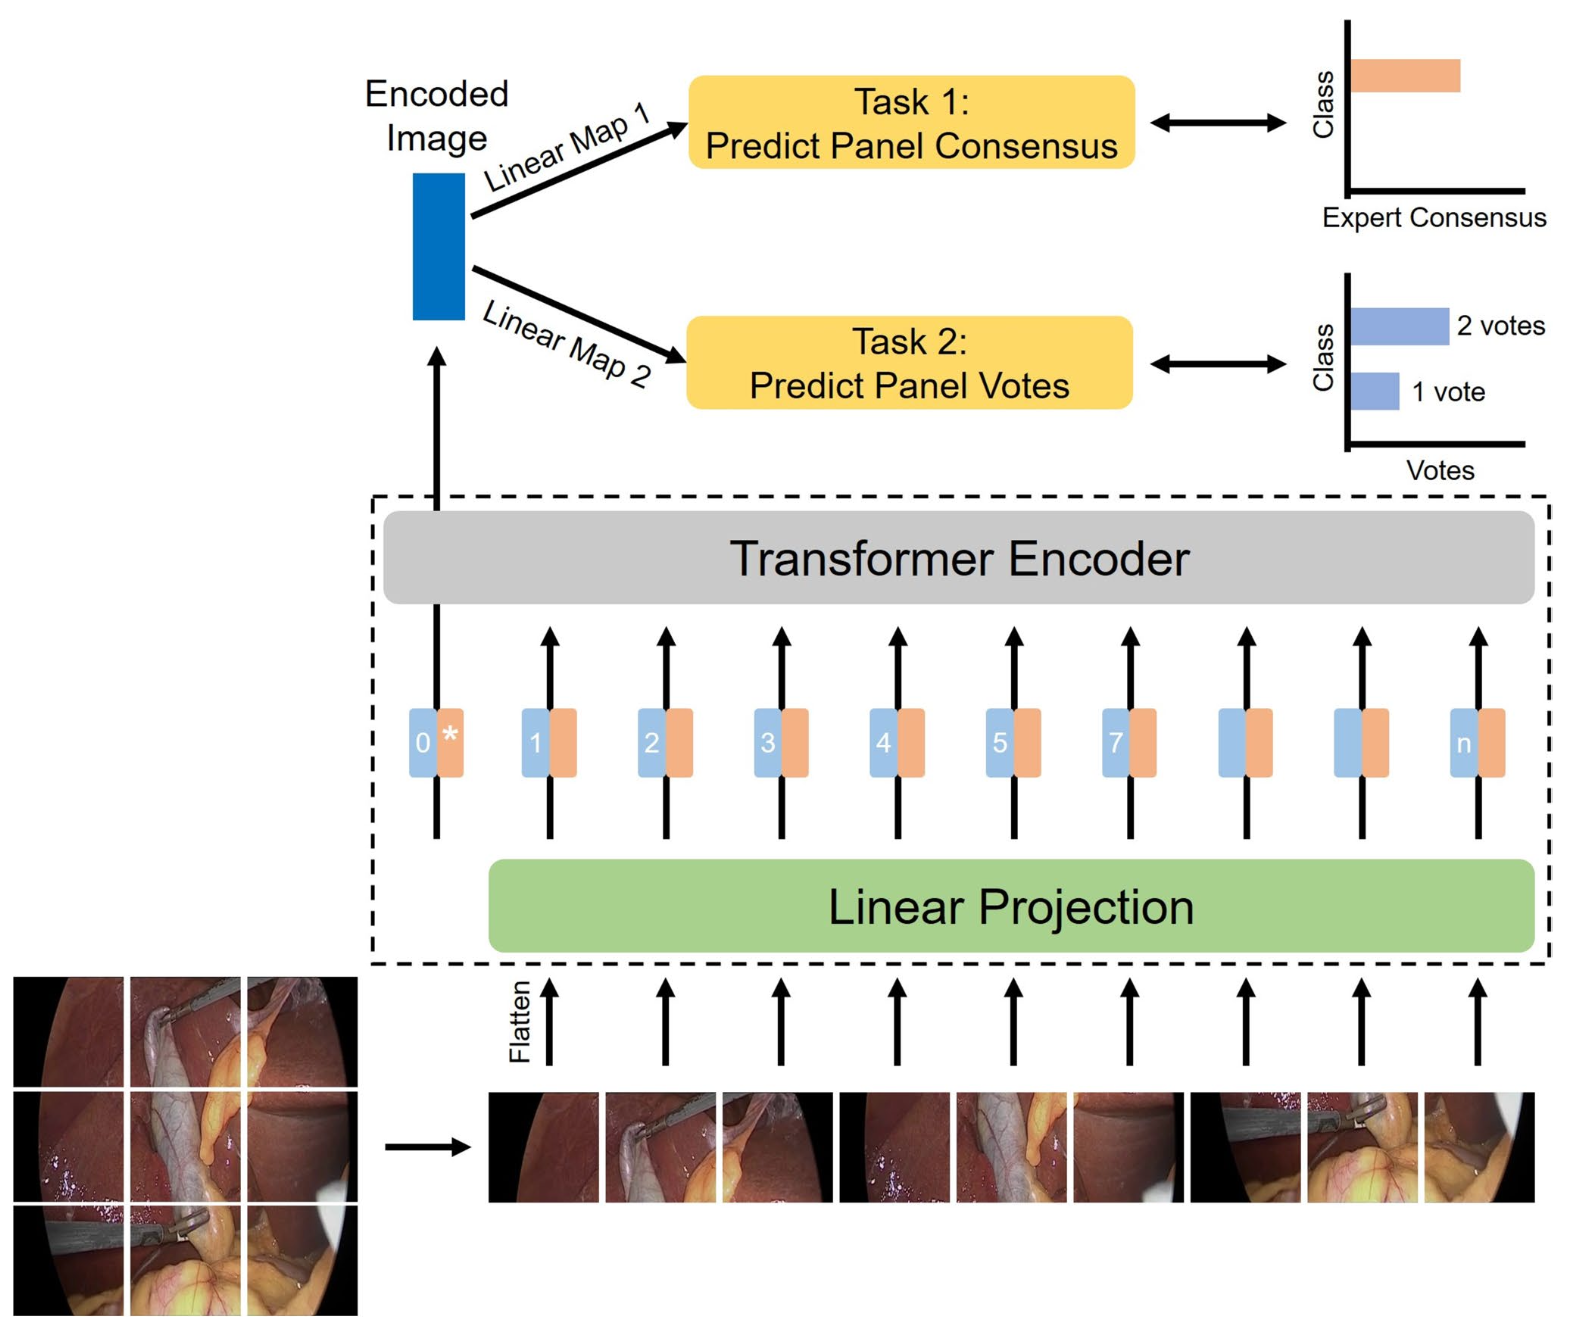 Encoded
Image
Linear Map 1
Task 1:
Predict Panel Consensus
Class
Expert Consensus
Linear Map 2
Task 2:
Predict Panel Votes
Class
2 votes
1 vote
Votes
Transformer Encoder
0 * 1 2 3 4 5 7 n
Linear Projection
Flatten